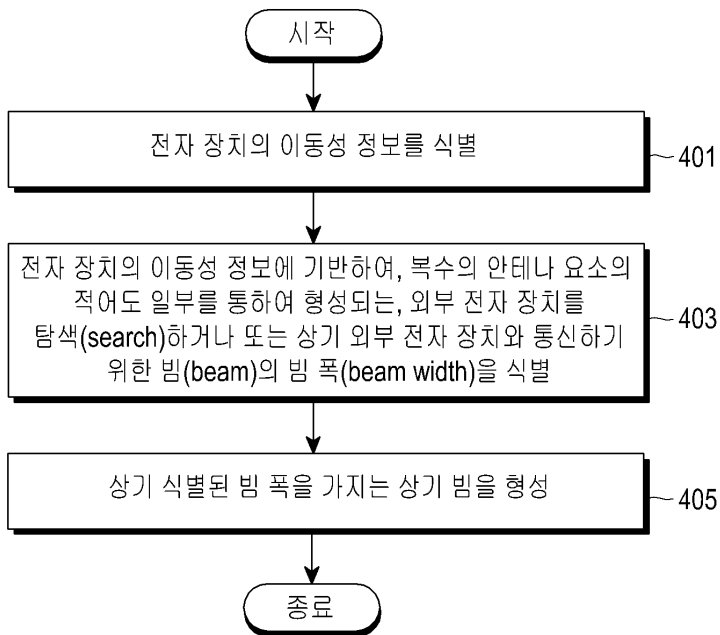 시작
전자 장치의 이동성 정보를 식별
401
전자 장치의 이동성 정보에 기반하여, 복수의 안테나 요소의
적어도 일부를 통하여 형성되는, 외부 전자 장치를
탐색(search)하거나 또는 상기 외부 전자 장치와 통신하기
위한 빔(beam)의 빔 폭(beam width)을 식별
403
상기 식별된 빔 폭을 가지는 상기 빔을 형성
405
종료